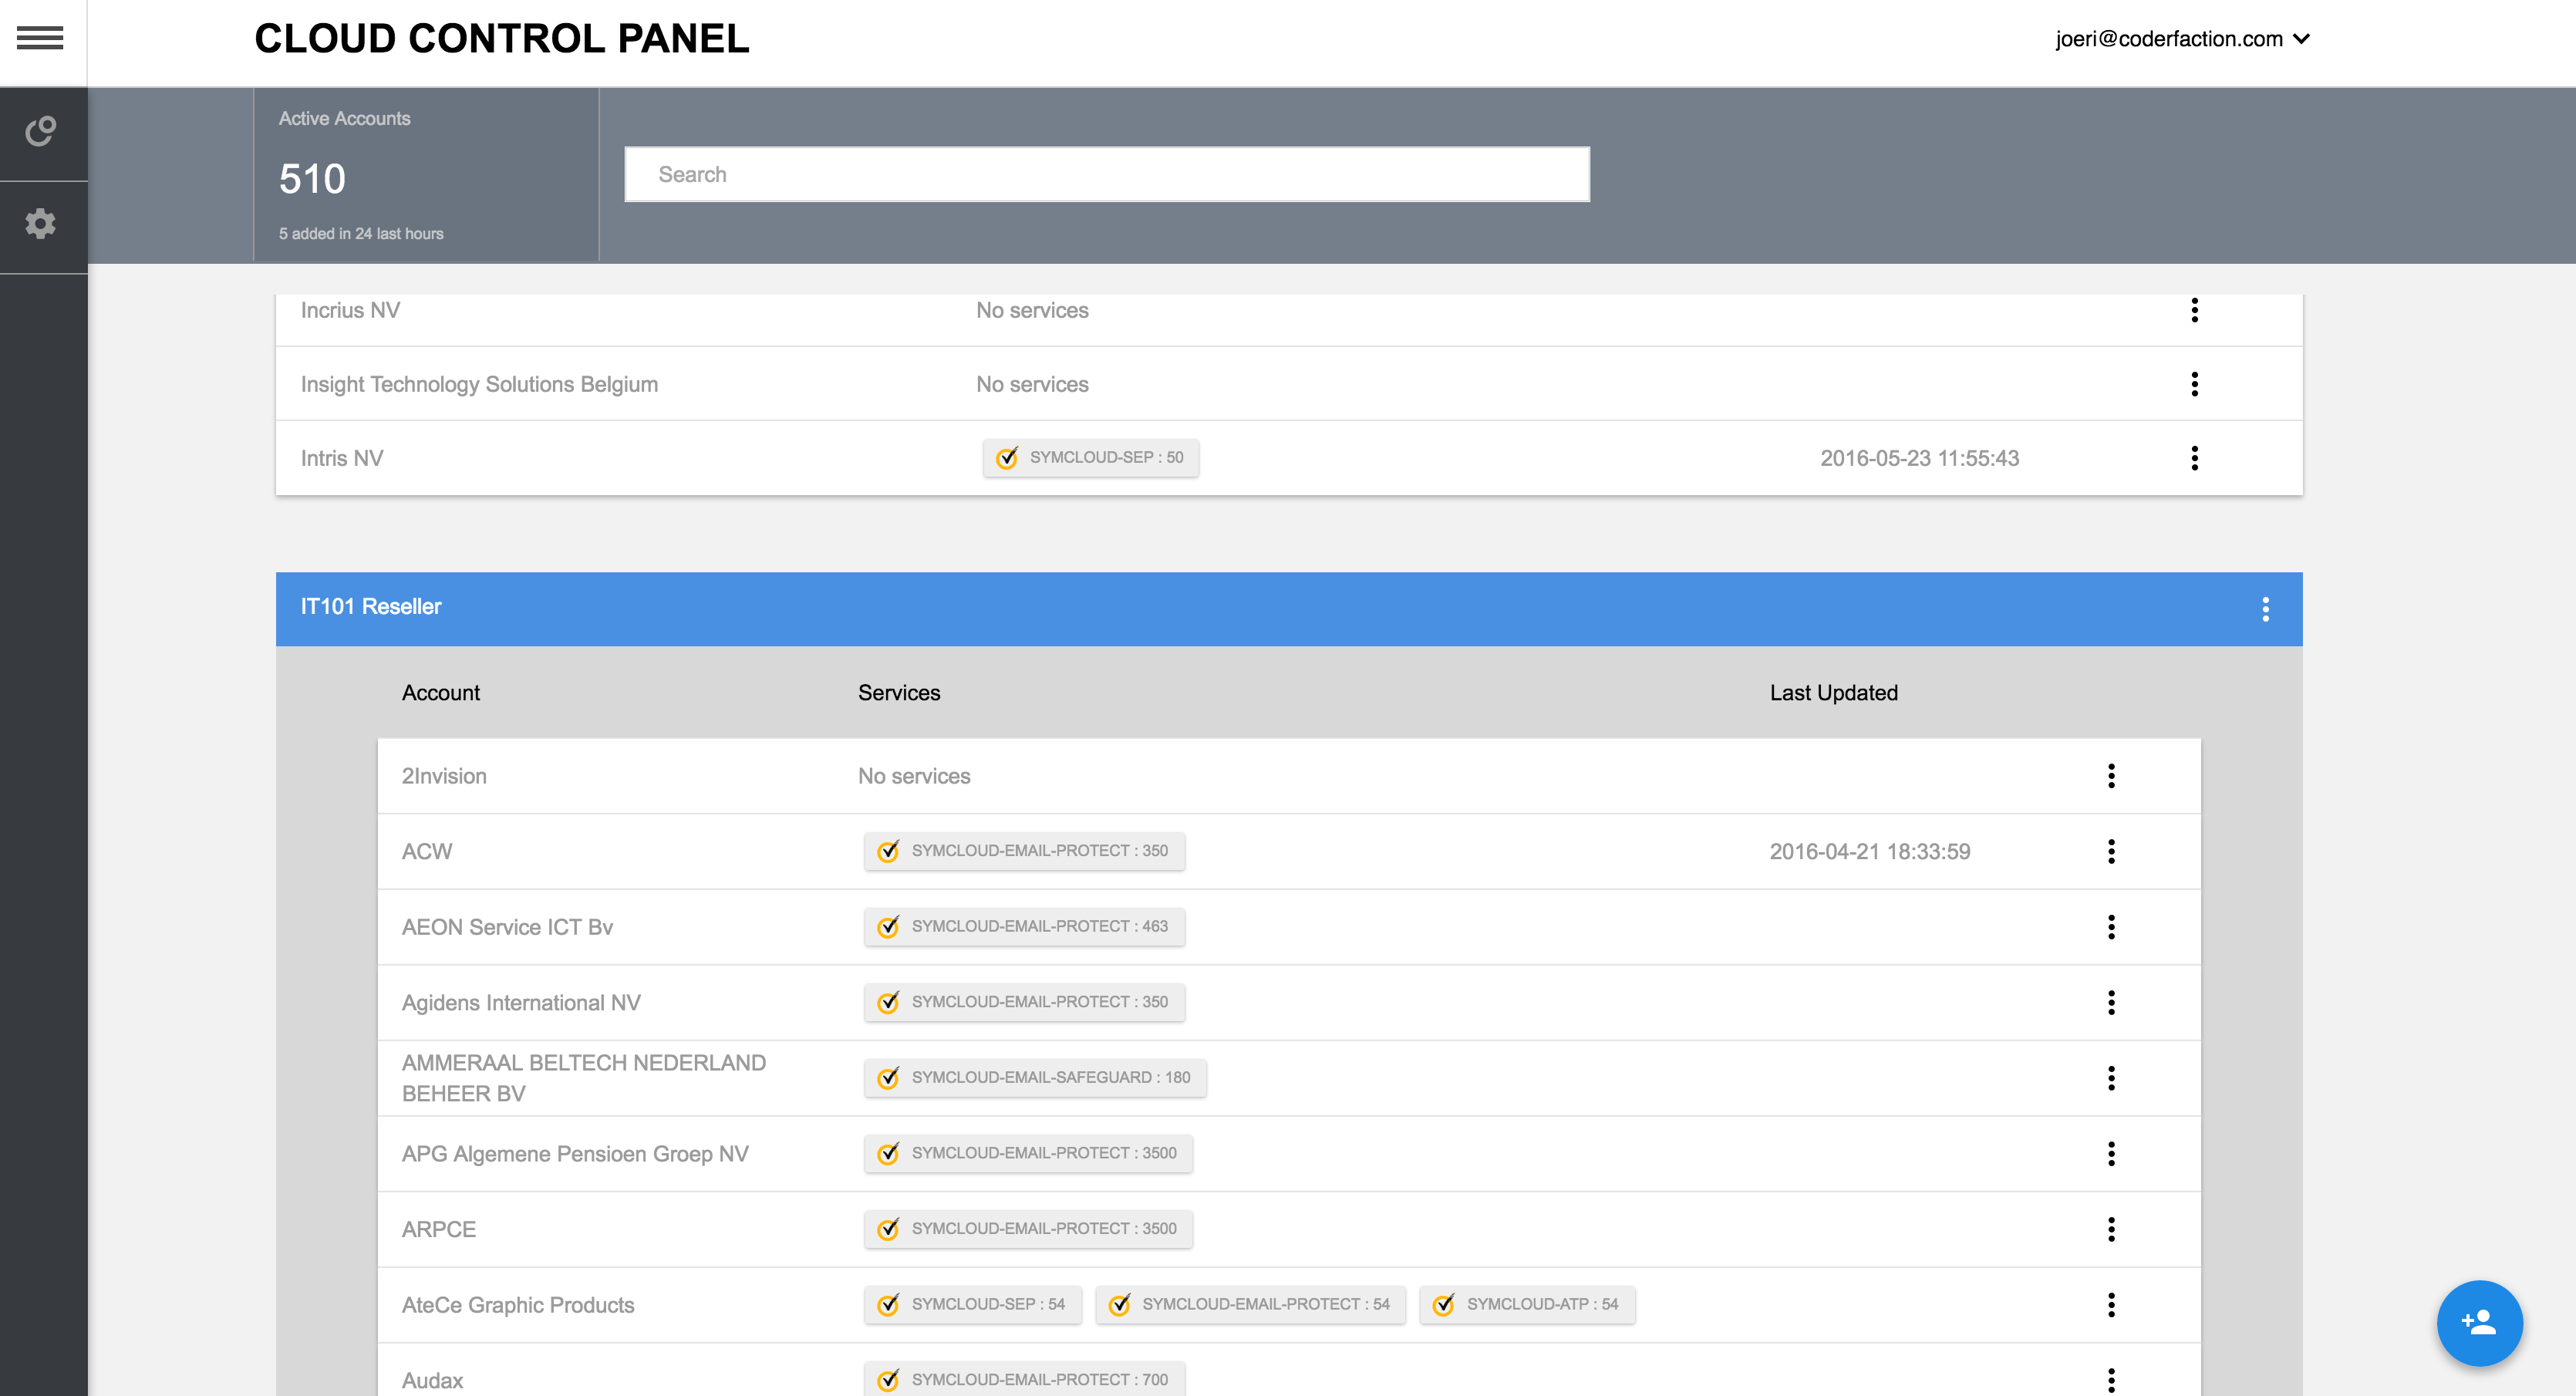 CLOUD CONTROL PANEL
joeri@coderfaction.com
Active Accounts
510
5 added in 24 last hours
Search
Incrius NV No services
Insight Technology Solutions Belgium No services
Intris NV SYMCLOUD-SEP : 50 2016-05-23 11:55:43
IT101 Reseller
Account Services Last Updated
2Invision No services
ACW SYMCLOUD-EMAIL-PROTECT : 350 2016-04-21 18:33:59
AEON Service ICT Bv SYMCLOUD-EMAIL-PROTECT : 463
Agidens International NV SYMCLOUD-EMAIL-PROTECT : 350
AMMERAAL BELTECH NEDERLAND
BEHEER BV SYMCLOUD-EMAIL-SAFEGUARD : 180
APG Algemene Pensioen Groep NV SYMCLOUD-EMAIL-PROTECT : 3500
ARPCE SYMCLOUD-EMAIL-PROTECT : 3500
AteCe Graphic Products SYMCLOUD-SEP : 54 SYMCLOUD-EMAIL-PROTECT : 54 SYMCLOUD-ATP : 54
Audax SYMCLOUD-EMAIL-PROTECT : 700